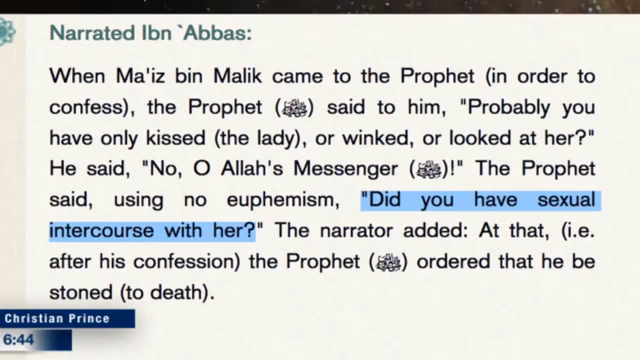 Narrated Ibn `Abbas:
When Ma'iz bin Malik came to the Prophet (in order to
confess), the Prophet (ﷺ) said to him, "Probably you
have only kissed (the lady), or winked, or looked at her?"
He said, "No, O Allah's Messenger (ﷺ)!" The Prophet
said, using no euphemism, "Did you have sexual
intercourse with her?" The narrator added: At that, (i.e.
after his confession) the Prophet (ﷺ) ordered that he be
stoned (to death).
Christian Prince
6:44